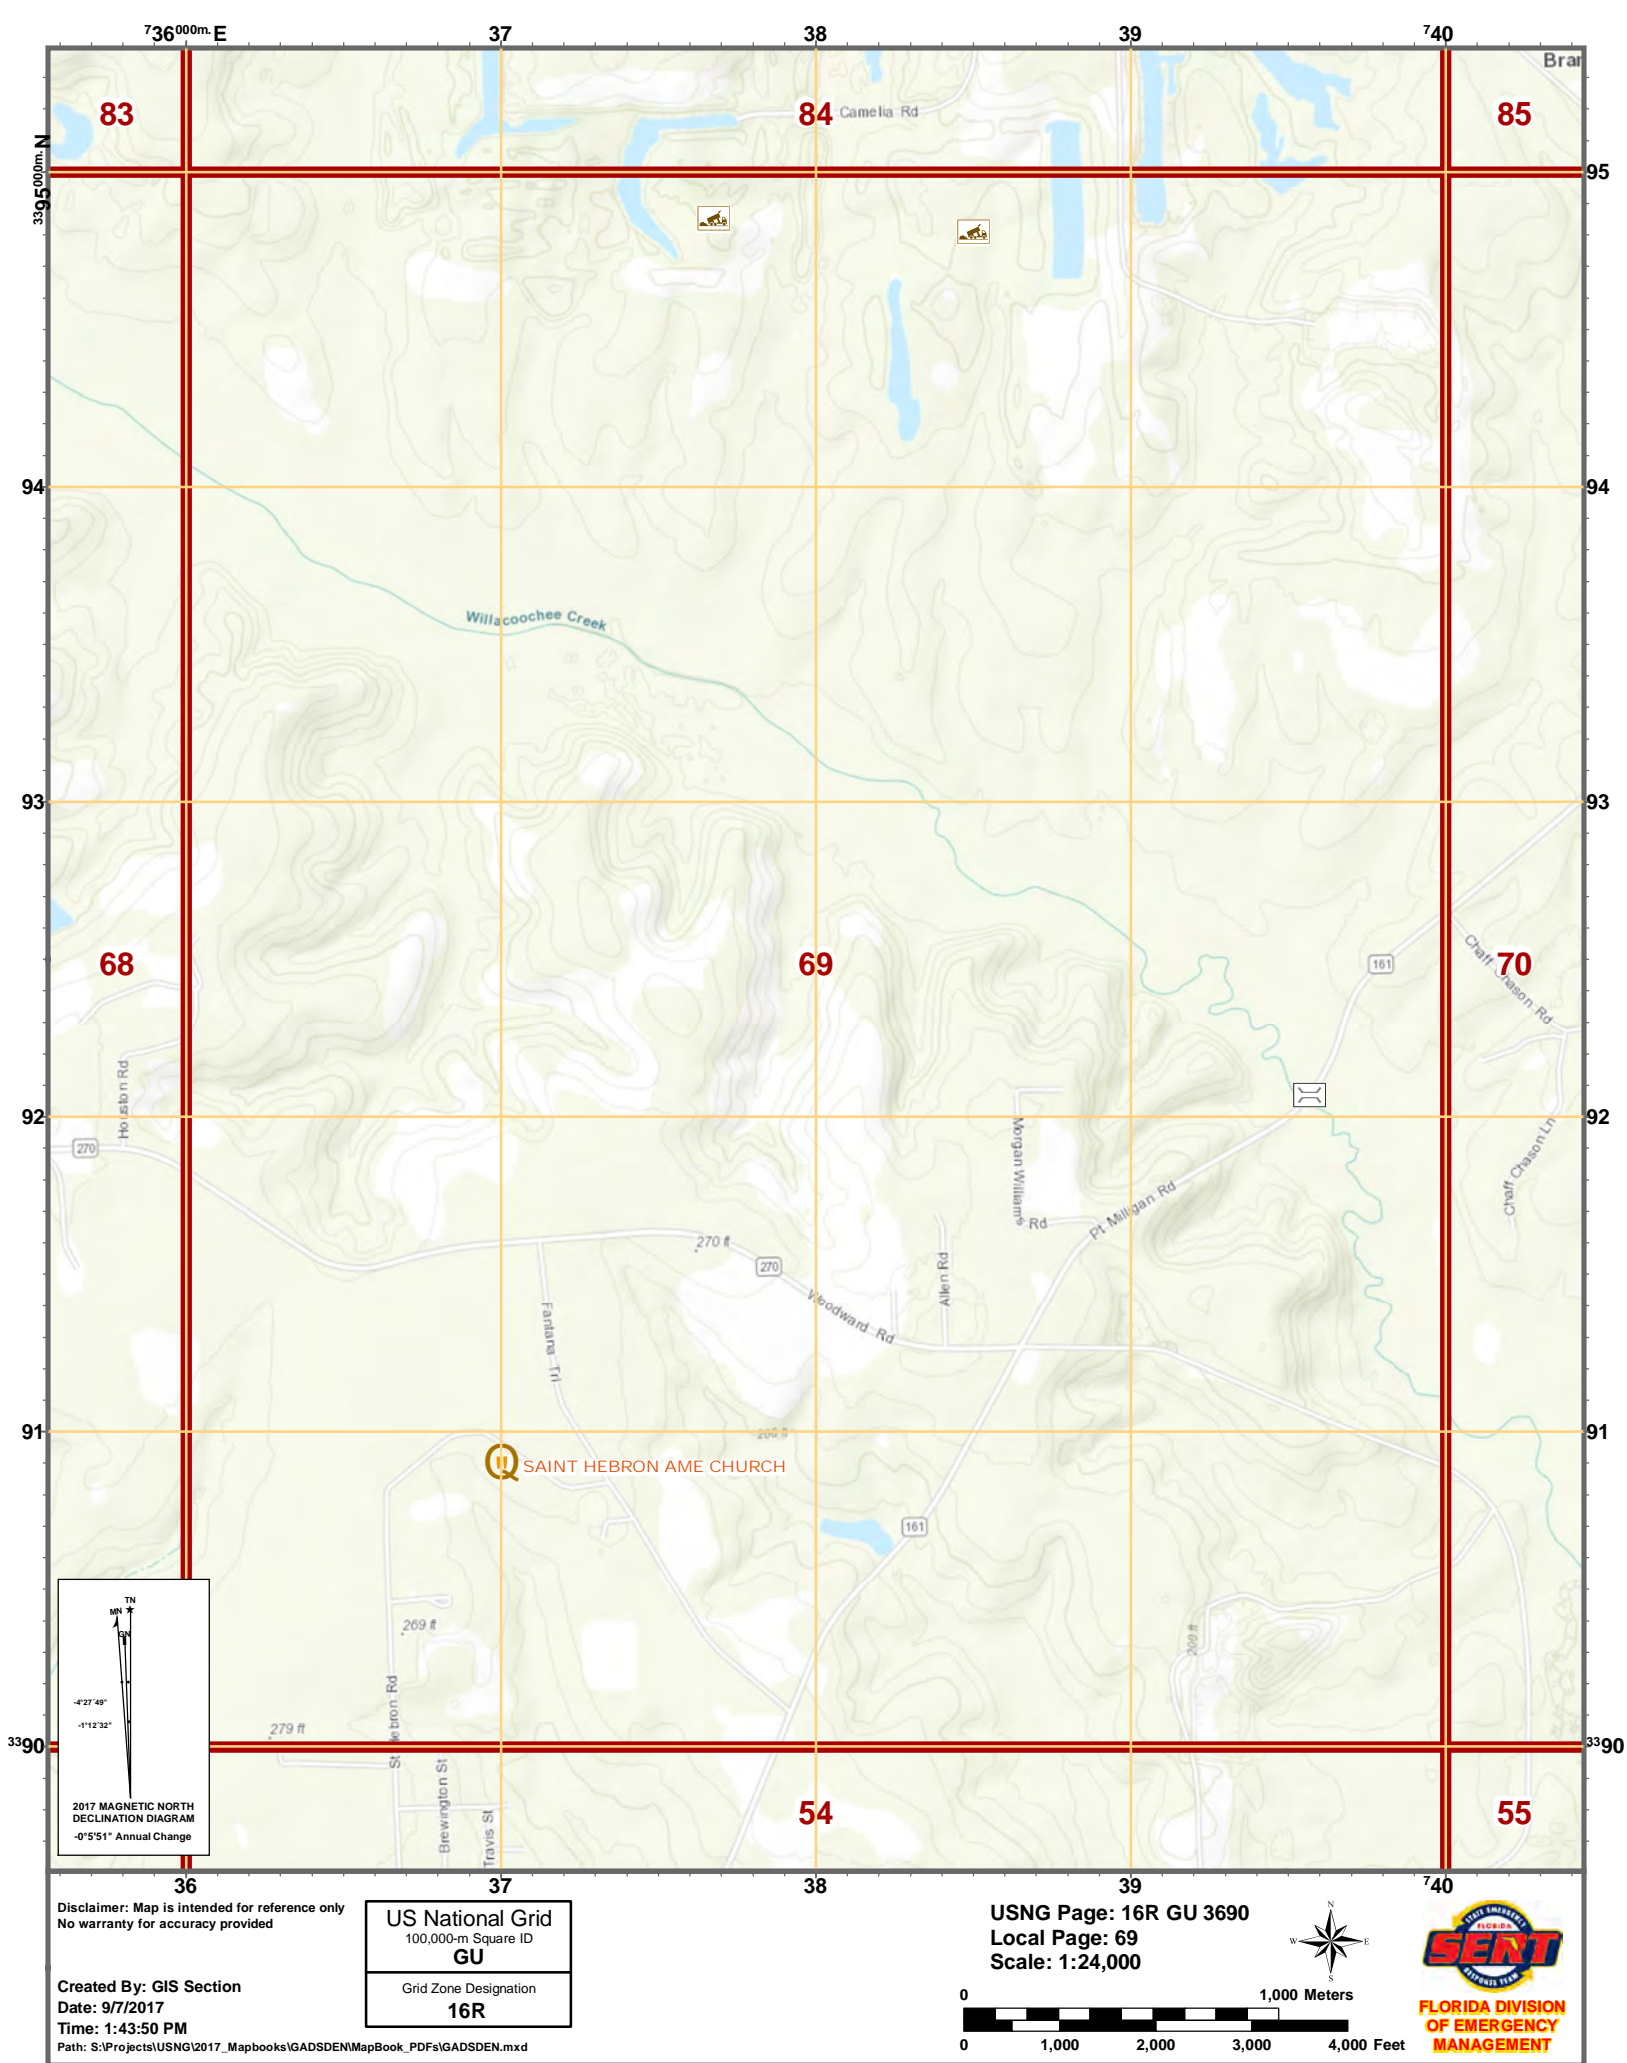 736000m. E 37 38 39 740
Bran
83 84 Camelia Rd 85
3395000m. N 95
94 94
Willacoochee Creek
93 93
68 69 161 70
Chaff Chason Rd
Houston Rd
92 92
270
Morgan Williams Rd
Pt Milligan Rd
Chaff Chason Ln
270 ft
270
Woodward Rd
Allen Rd
Fantana Trl
91 200 ft 91
SAINT HEBRON AME CHURCH
161
269 ft
200 ft
St Hebron Rd
279 ft
3390 3390
Brewington St
Travis St
54 55
TN
MN
GN
-4°27'49"
-1°12'32"
2017 MAGNETIC NORTH
DECLINATION DIAGRAM
-0°5'51" Annual Change
36 37 38 39 740
Disclaimer: Map is intended for reference only
No warranty for accuracy provided
Created By: GIS Section
Date: 9/7/2017
Time: 1:43:50 PM
Path: S:\Projects\USNG\2017_Mapbooks\GADSDEN\MapBook_PDFs\GADSDEN.mxd
US National Grid
100,000-m Square ID
GU
Grid Zone Designation
16R
USNG Page: 16R GU 3690
Local Page: 69
Scale: 1:24,000
N
W E
S
0 1,000 Meters
0 1,000 2,000 3,000 4,000 Feet
STATE EMERGENCY
FLORIDA
SERT
RESPONSE TEAM
FLORIDA DIVISION
OF EMERGENCY
MANAGEMENT